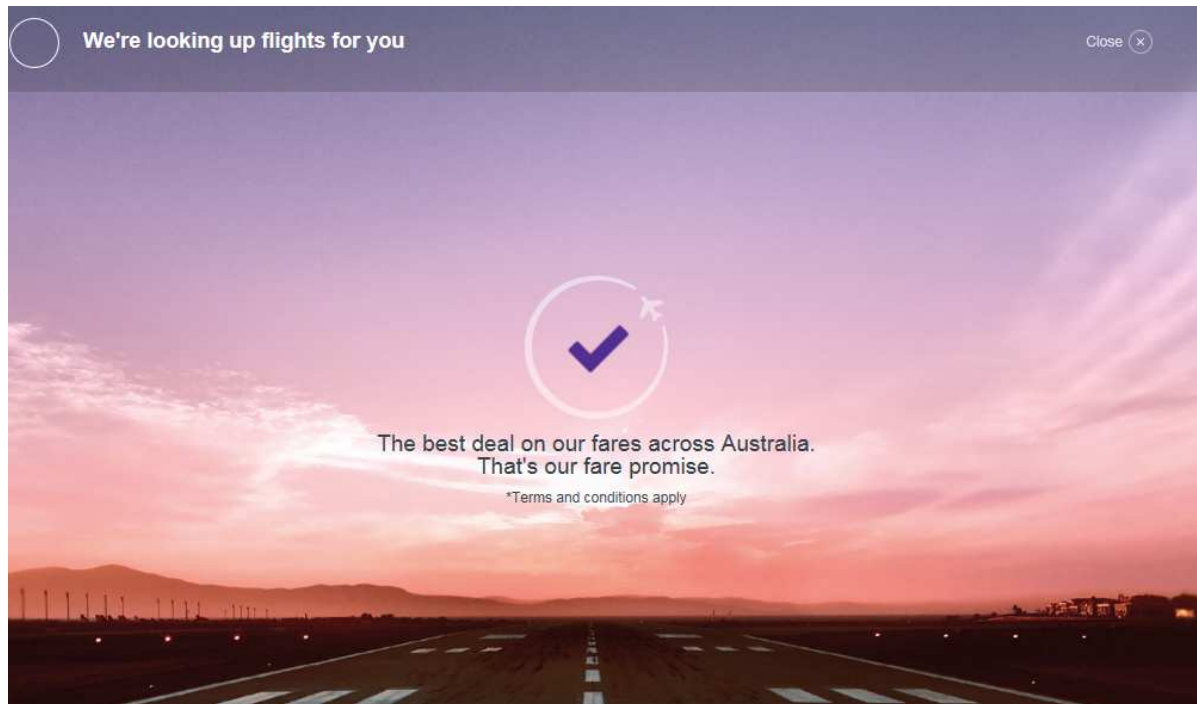 We're looking up flights for you
Close
The best deal on our fares across Australia.
That's our fare promise.
*Terms and conditions apply